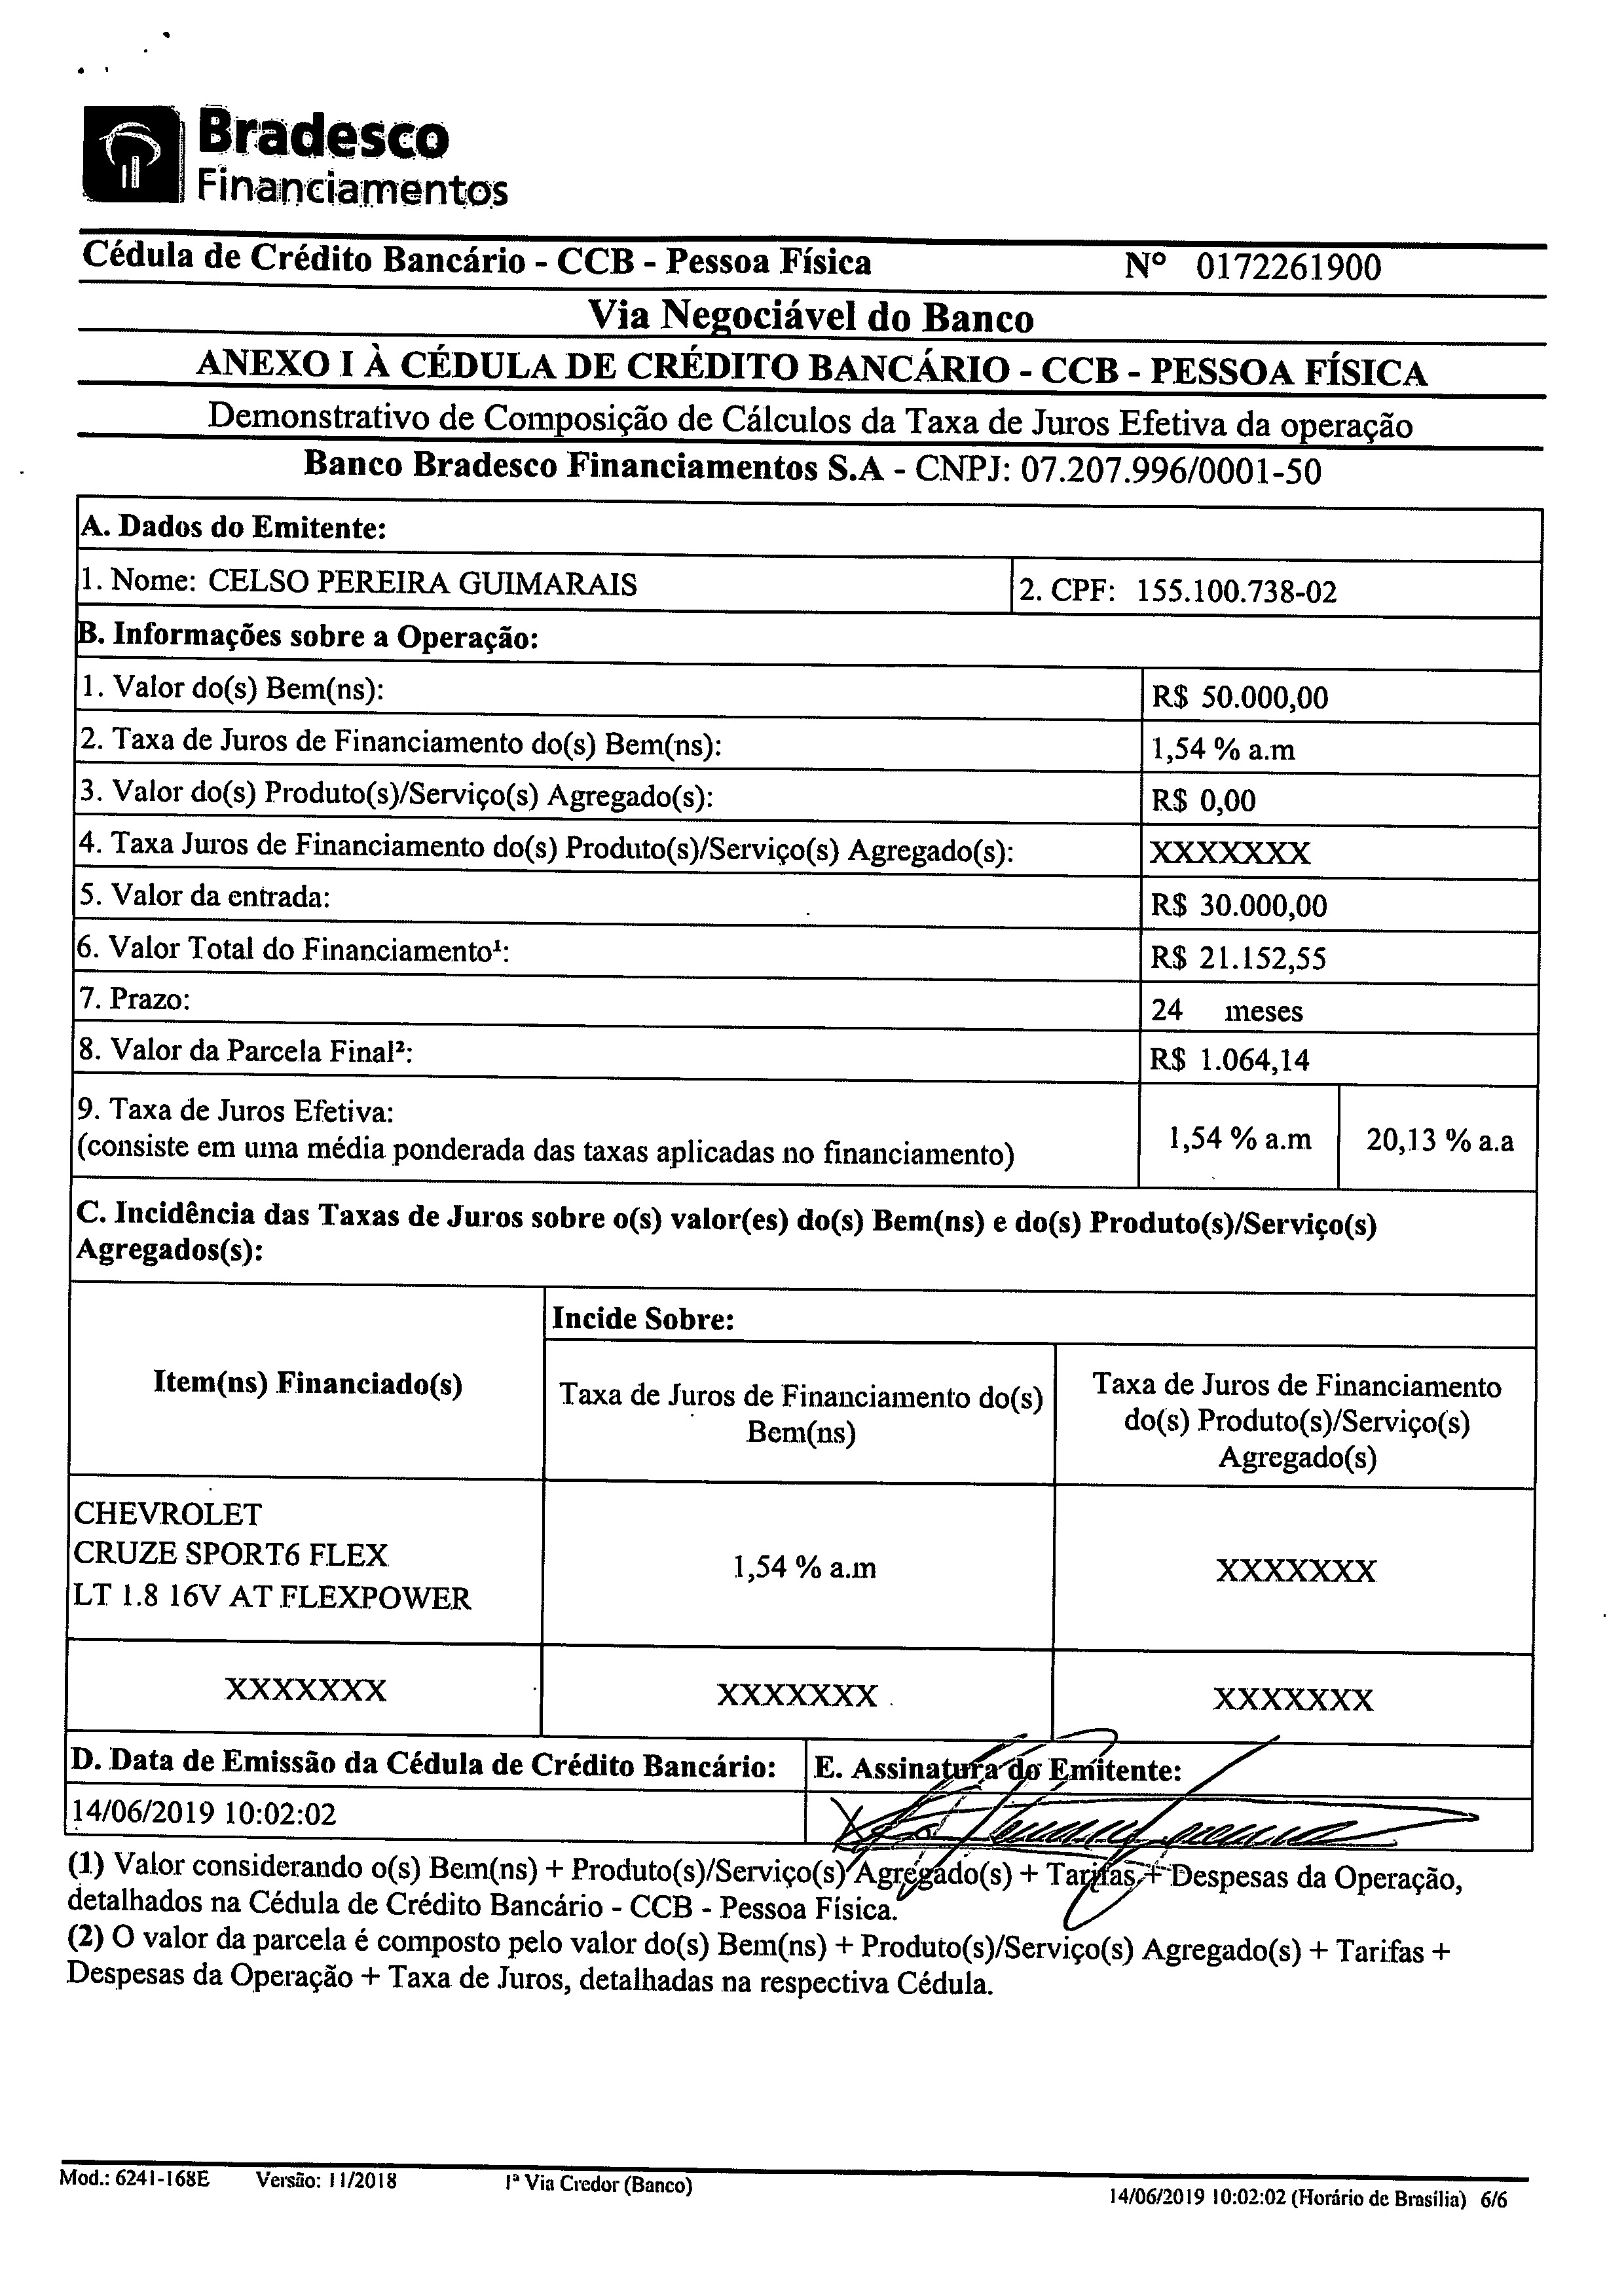 Bradesco
Financiamentos
Cédula de Crédito Bancário - CCB - Pessoa Física Nº 0172261900
Via Negociável do Banco
ANEXO I À CÉDULA DE CRÉDITO BANCÁRIO - CCB - PESSOA FÍSICA
Demonstrativo de Composição de Cálculos da Taxa de Juros Efetiva da operação
Banco Bradesco Financiamentos S.A - CNPJ: 07.207.996/0001-50
A. Dados do Emitente:
1. Nome: CELSO PEREIRA GUIMARAIS 2. CPF: 155.100.738-02
B. Informações sobre a Operação:
1. Valor do(s) Bem(ns): R$ 50.000,00
2. Taxa de Juros de Financiamento do(s) Bem(ns): 1,54 % a.m
3. Valor do(s) Produto(s)/Serviço(s) Agregado(s): R$ 0,00
4. Taxa Juros de Financiamento do(s) Produto(s)/Serviço(s) Agregado(s): XXXXXXX
5. Valor da entrada: R$ 30.000,00
6. Valor Total do Financiamento¹: R$ 21.152,55
7. Prazo: 24 meses
8. Valor da Parcela Final²: R$ 1.064,14
9. Taxa de Juros Efetiva:
(consiste em uma média ponderada das taxas aplicadas no financiamento) 1,54 % a.m 20,13 % a.a
C. Incidência das Taxas de Juros sobre o(s) valor(es) do(s) Bem(ns) e do(s) Produto(s)/Serviço(s)
Agregados(s):
Item(ns) Financiado(s)
Incide Sobre:
Taxa de Juros de Financiamento do(s)
Bem(ns)
Taxa de Juros de Financiamento
do(s) Produto(s)/Serviço(s)
Agregado(s)
CHEVROLET
CRUZE SPORT6 FLEX
LT 1.8 16V AT FLEXPOWER
1,54 % a.m
XXXXXXX
XXXXXXX XXXXXXX XXXXXXX
D. Data de Emissão da Cédula de Crédito Bancário: E. Assinatura do Emitente:
14/06/2019 10:02:02
(1) Valor considerando o(s) Bem(ns) + Produto(s)/Serviço(s) Agregado(s) + Tarifas + Despesas da Operação,
detalhados na Cédula de Crédito Bancário - CCB - Pessoa Física.
(2) O valor da parcela é composto pelo valor do(s) Bem(ns) + Produto(s)/Serviço(s) Agregado(s) + Tarifas +
Despesas da Operação + Taxa de Juros, detalhadas na respectiva Cédula.
Mod.: 6241-168E Versão: 11/2018 1ª Via Credor (Banco)
14/06/2019 10:02:02 (Horário de Brasília) 6/6